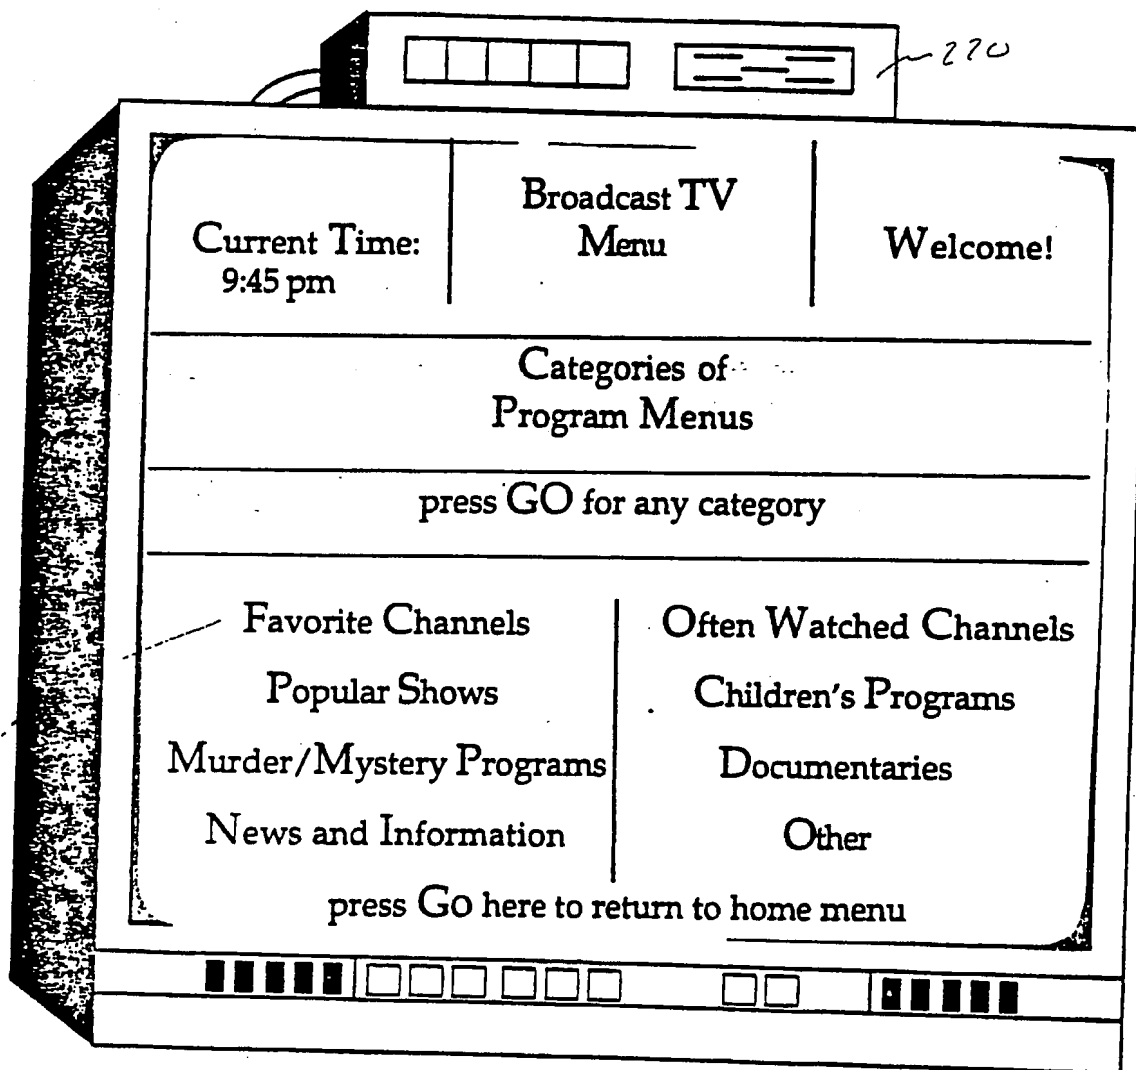 220
Broadcast TV
Menu
Current Time:
9:45 pm
Welcome!
Categories of
Program Menus
press GO for any category
Favorite Channels
Often Watched Channels
Popular Shows
Children's Programs
Murder/Mystery Programs
Documentaries
News and Information
Other
press Go here to return to home menu